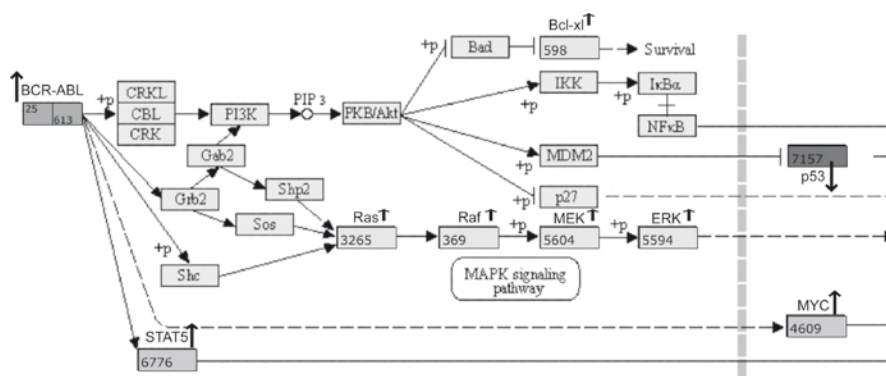 Bcl-xl
+p
Bad
598
Survival
BCR-ABL
25
613
+p
CRKL
CBL
CRK
PI3K
PIP 3
PKB/Akt
IKK
+p
+p
IκBα
NFκB
Gab2
MDM2
+p
7157
p53
Grb2
Shp2
p27
+p
Sos
Ras
3265
Raf
369
+p
MEK
5604
+p
ERK
5594
+p
Shc
MAPK signaling
pathway
MYC
4609
STAT5
6776